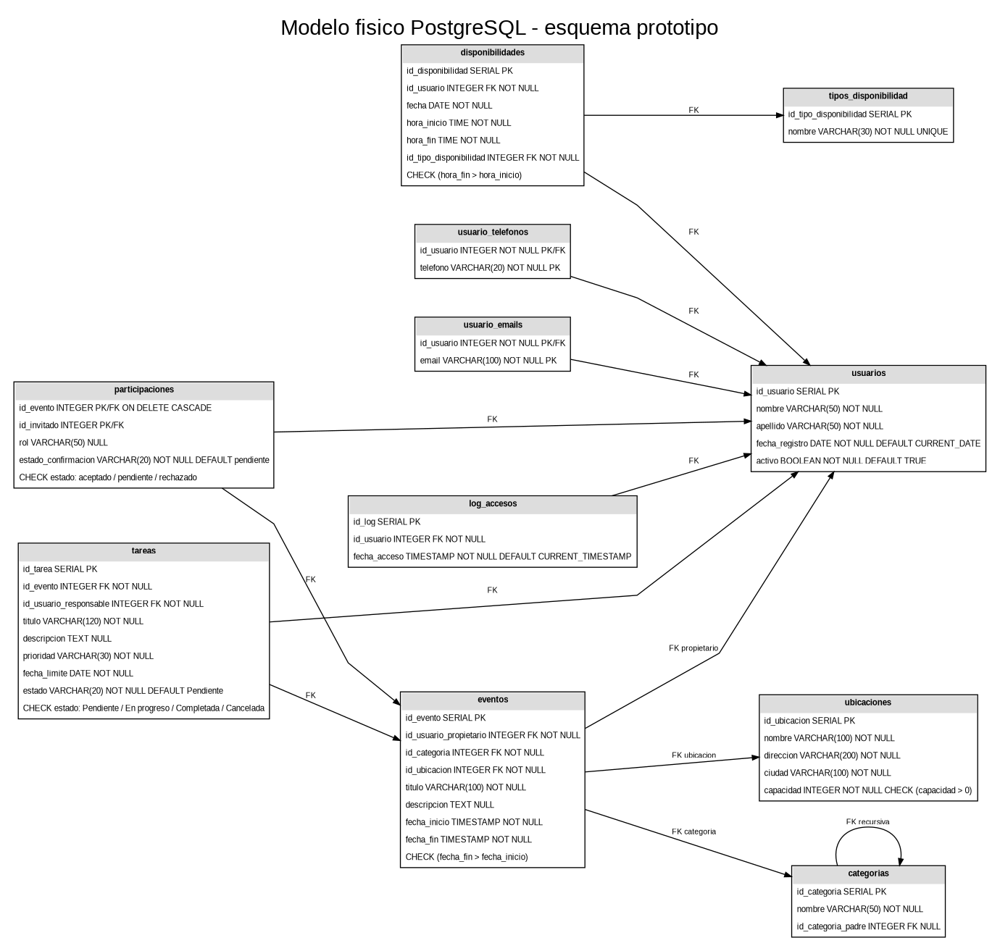 Modelo fisico PostgreSQL - esquema prototipo
disponibilidades
id_disponibilidad SERIAL PK
id_usuario INTEGER FK NOT NULL
fecha DATE NOT NULL
hora_inicio TIME NOT NULL
hora_fin TIME NOT NULL
id_tipo_disponibilidad INTEGER FK NOT NULL
CHECK (hora_fin > hora_inicio)
FK
tipos_disponibilidad
id_tipo_disponibilidad SERIAL PK
nombre VARCHAR(30) NOT NULL UNIQUE
FK
usuario_telefonos
id_usuario INTEGER NOT NULL PK/FK
telefono VARCHAR(20) NOT NULL PK
FK
usuario_emails
id_usuario INTEGER NOT NULL PK/FK
email VARCHAR(100) NOT NULL PK
FK
usuarios
id_usuario SERIAL PK
nombre VARCHAR(50) NOT NULL
apellido VARCHAR(50) NOT NULL
fecha_registro DATE NOT NULL DEFAULT CURRENT_DATE
activo BOOLEAN NOT NULL DEFAULT TRUE
participaciones
id_evento INTEGER PK/FK ON DELETE CASCADE
id_invitado INTEGER PK/FK
rol VARCHAR(50) NULL
estado_confirmacion VARCHAR(20) NOT NULL DEFAULT pendiente
CHECK estado: aceptado / pendiente / rechazado
FK
FK
log_accesos
id_log SERIAL PK
id_usuario INTEGER FK NOT NULL
fecha_acceso TIMESTAMP NOT NULL DEFAULT CURRENT_TIMESTAMP
FK
tareas
id_tarea SERIAL PK
id_evento INTEGER FK NOT NULL
id_usuario_responsable INTEGER FK NOT NULL
titulo VARCHAR(120) NOT NULL
descripcion TEXT NULL
prioridad VARCHAR(30) NOT NULL
fecha_limite DATE NOT NULL
estado VARCHAR(20) NOT NULL DEFAULT Pendiente
CHECK estado: Pendiente / En progreso / Completada / Cancelada
FK
FK
FK propietario
eventos
id_evento SERIAL PK
id_usuario_propietario INTEGER FK NOT NULL
id_categoria INTEGER FK NOT NULL
id_ubicacion INTEGER FK NOT NULL
titulo VARCHAR(100) NOT NULL
descripcion TEXT NULL
fecha_inicio TIMESTAMP NOT NULL
fecha_fin TIMESTAMP NOT NULL
CHECK (fecha_fin > fecha_inicio)
FK ubicacion
ubicaciones
id_ubicacion SERIAL PK
nombre VARCHAR(100) NOT NULL
direccion VARCHAR(200) NOT NULL
ciudad VARCHAR(100) NOT NULL
capacidad INTEGER NOT NULL CHECK (capacidad > 0)
FK categoria
FK recursiva
categorias
id_categoria SERIAL PK
nombre VARCHAR(50) NOT NULL
id_categoria_padre INTEGER FK NULL